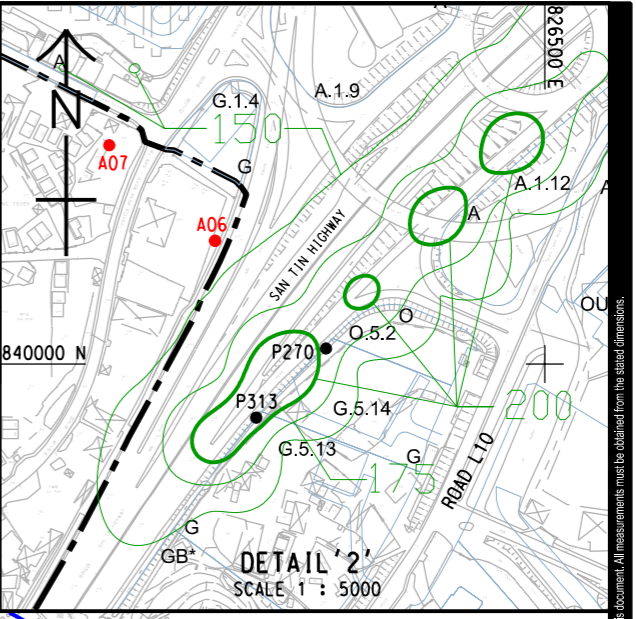 A
826500 E
A
N
G.1.4
A.1.9
150
A07
G
A.1.12
A
A
A06
SAN TIN HIGHWAY
OU
O
O.5.2
840000 N
P270
P313
G.5.14
200
G.5.13
G
175
ROAD L10
G
GB*
DETAIL '2'
SCALE 1 : 5000
is document. All measurements must be obtained from the stated dimensions.